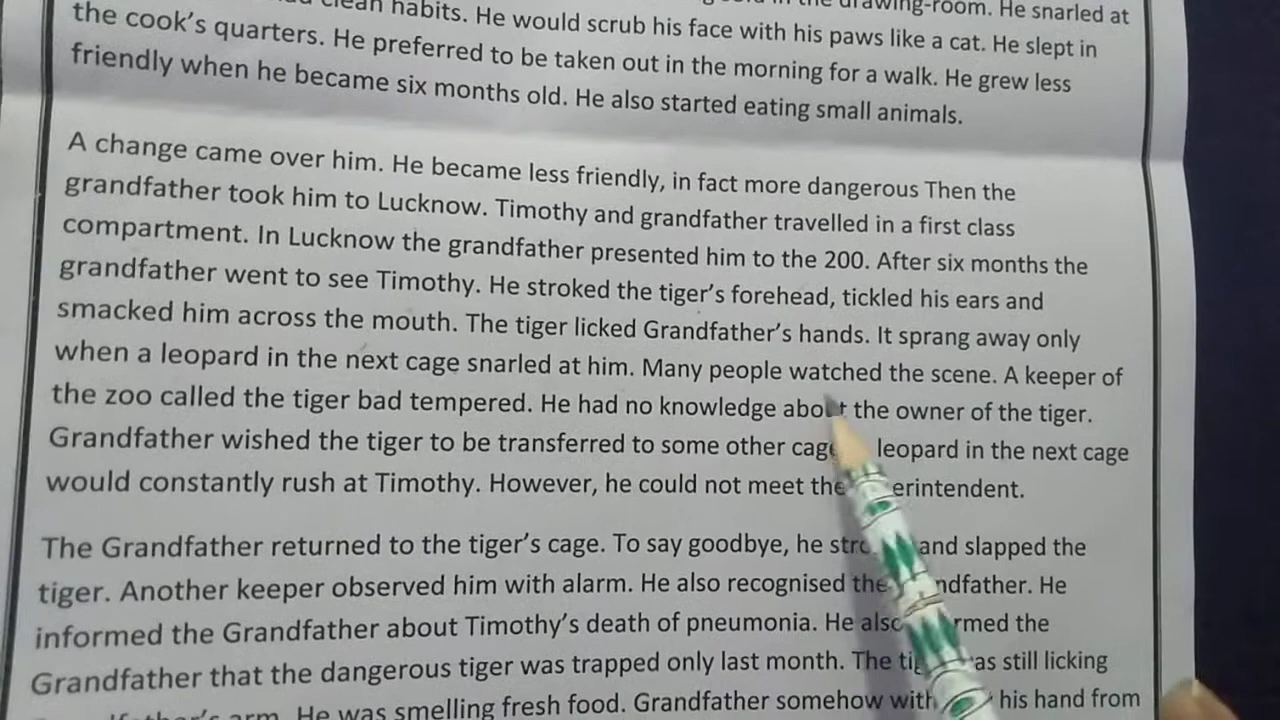 clean habits. He would scrub his face with his paws like a cat. He slept in
drawing-room. He snarled at
the cook's quarters. He preferred to be taken out in the morning for a walk. He grew less
friendly when he became six months old. He also started eating small animals.
A change came over him. He became less friendly, in fact more dangerous Then the
grandfather took him to Lucknow. Timothy and grandfather travelled in a first class
compartment. In Lucknow the grandfather presented him to the 200. After six months the
grandfather went to see Timothy. He stroked the tiger's forehead, tickled his ears and
smacked him across the mouth. The tiger licked Grandfather's hands. It sprang away only
when a leopard in the next cage snarled at him. Many people watched the scene. A keeper of
the zoo called the tiger bad tempered. He had no knowledge about the owner of the tiger.
Grandfather wished the tiger to be transferred to some other cage leopard in the next cage
would constantly rush at Timothy. However, he could not meet the erintendent.
The Grandfather returned to the tiger's cage. To say goodbye, he and slapped the
tiger. Another keeper observed him with alarm. He also recognised the ndfather. He
informed the Grandfather about Timothy's death of pneumonia. He also rmed the
Grandfather that the dangerous tiger was trapped only last month. The as still licking
arm. He was smelling fresh food. Grandfather somehow with his hand from